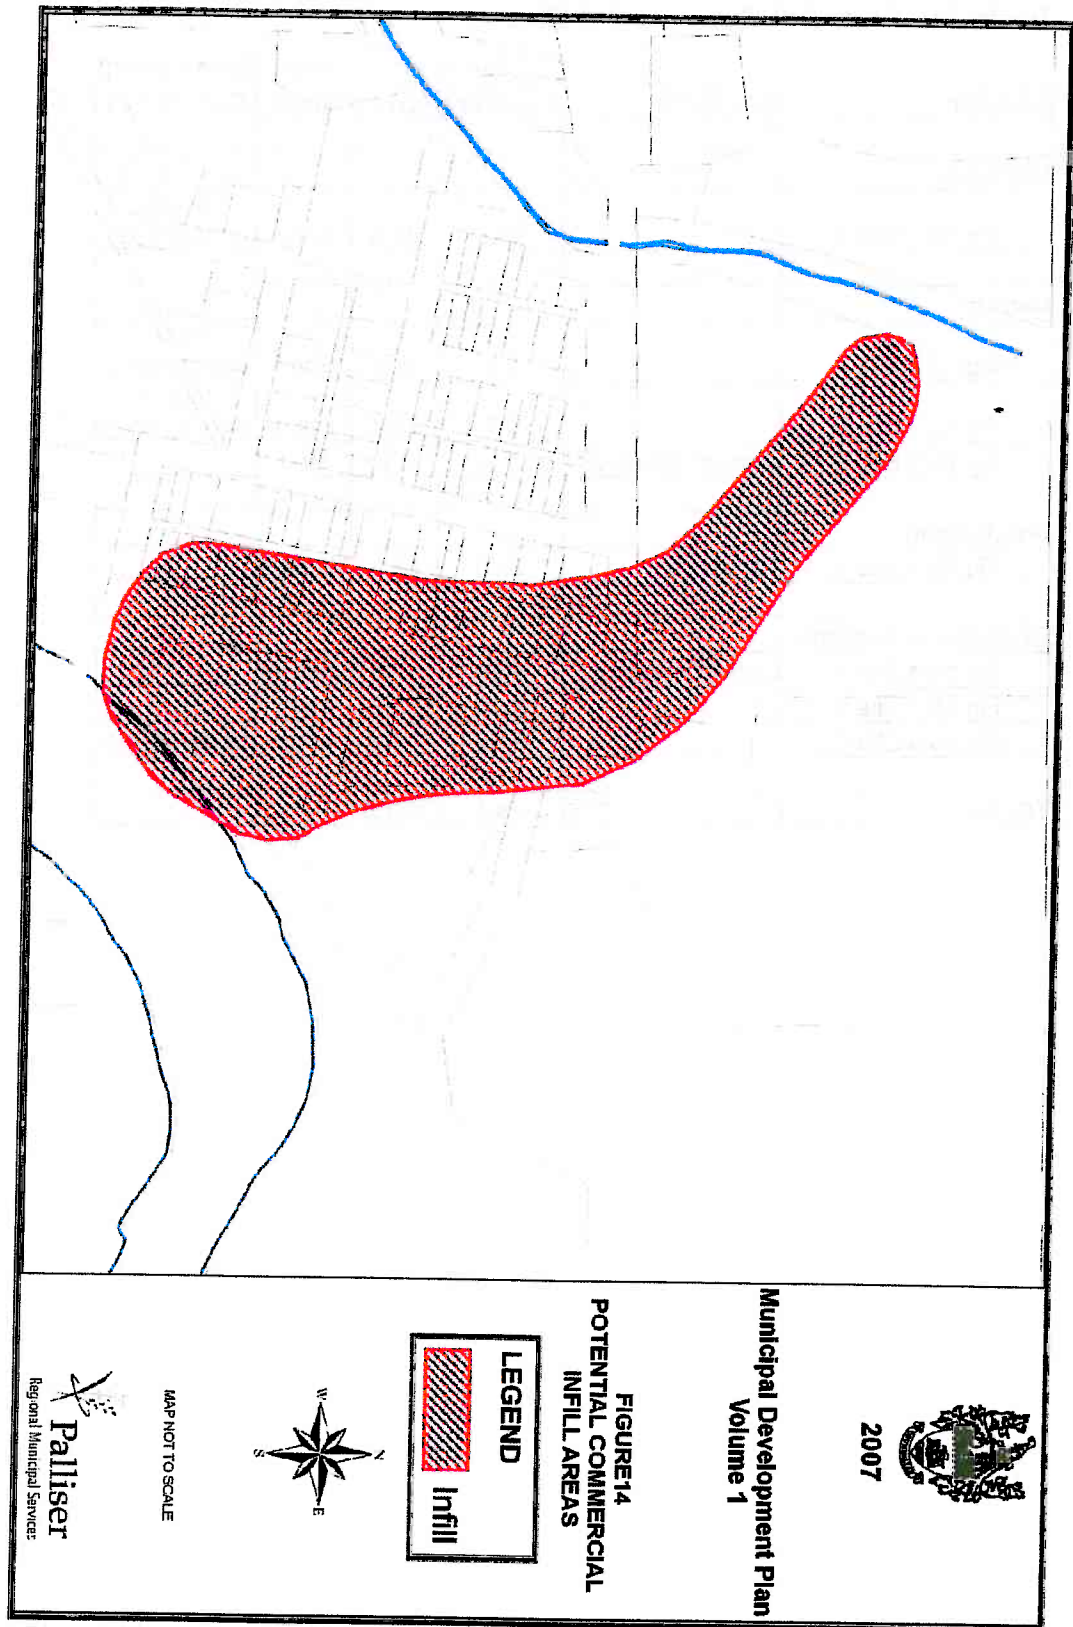 2007
Municipal Development Plan
Volume 1
FIGURE14
POTENTIAL COMMERCIAL
INFILL AREAS
LEGEND
Infill
N
W
E
S
MAP NOT TO SCALE
Palliser
Regional Municipal Services